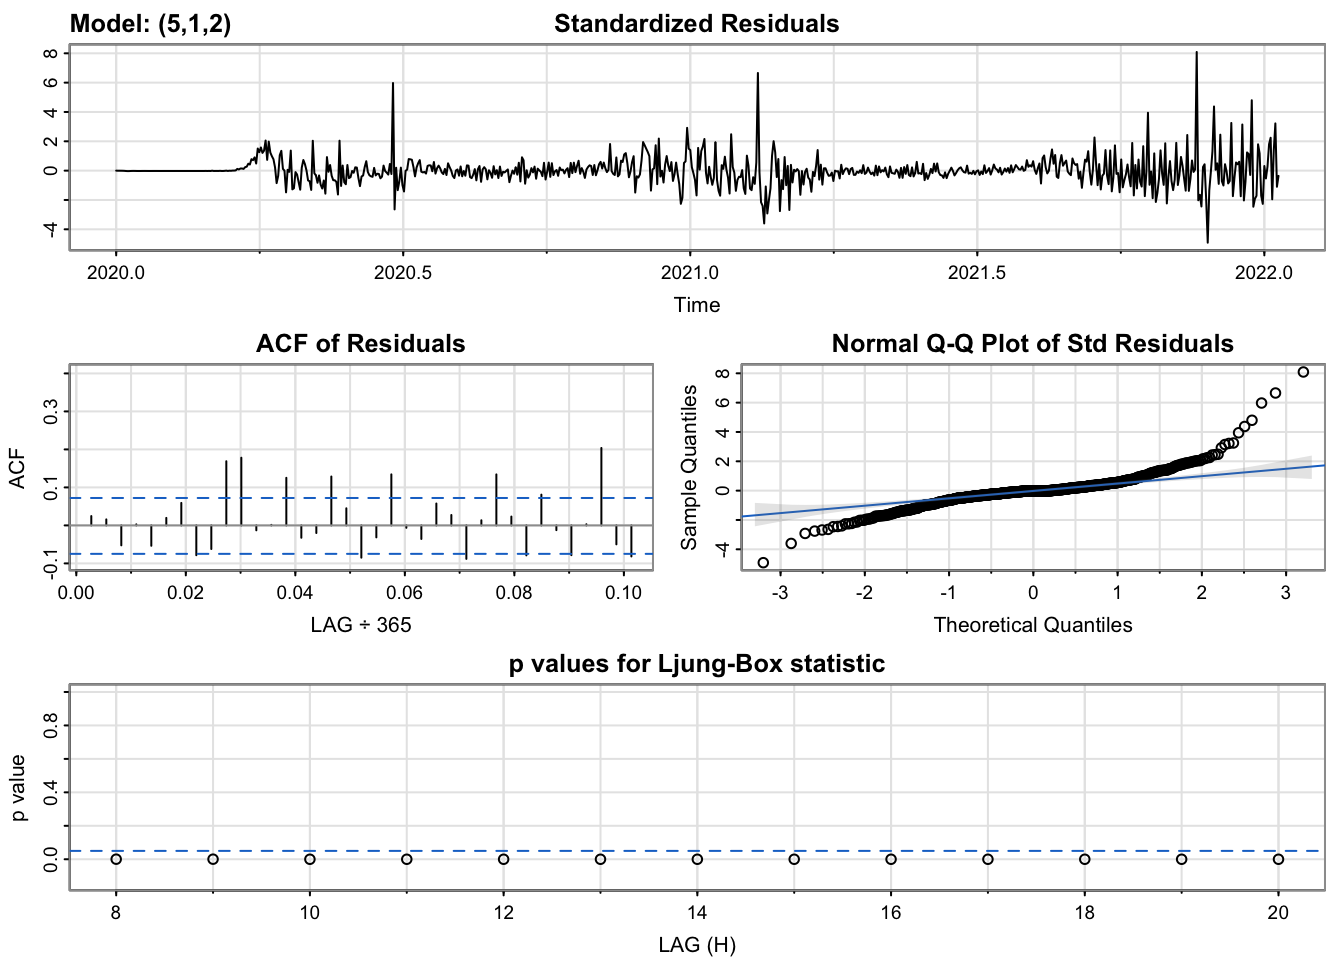 Model: (5,1,2) Standardized Residuals
8
6
4
2
0
-4
2020.0 2020.5 2021.0 2021.5 2022.0
Time
ACF of Residuals
ACF
0.3
0.1
-0.1
0.00 0.02 0.04 0.06 0.08 0.10
LAG ÷ 365
Normal Q-Q Plot of Std Residuals
Sample Quantiles
8
6
4
2
0
-4
-3 -2 -1 0 1 2 3
Theoretical Quantiles
p values for Ljung-Box statistic
p value
0.8
0.4
0.0
8 10 12 14 16 18 20
LAG (H)